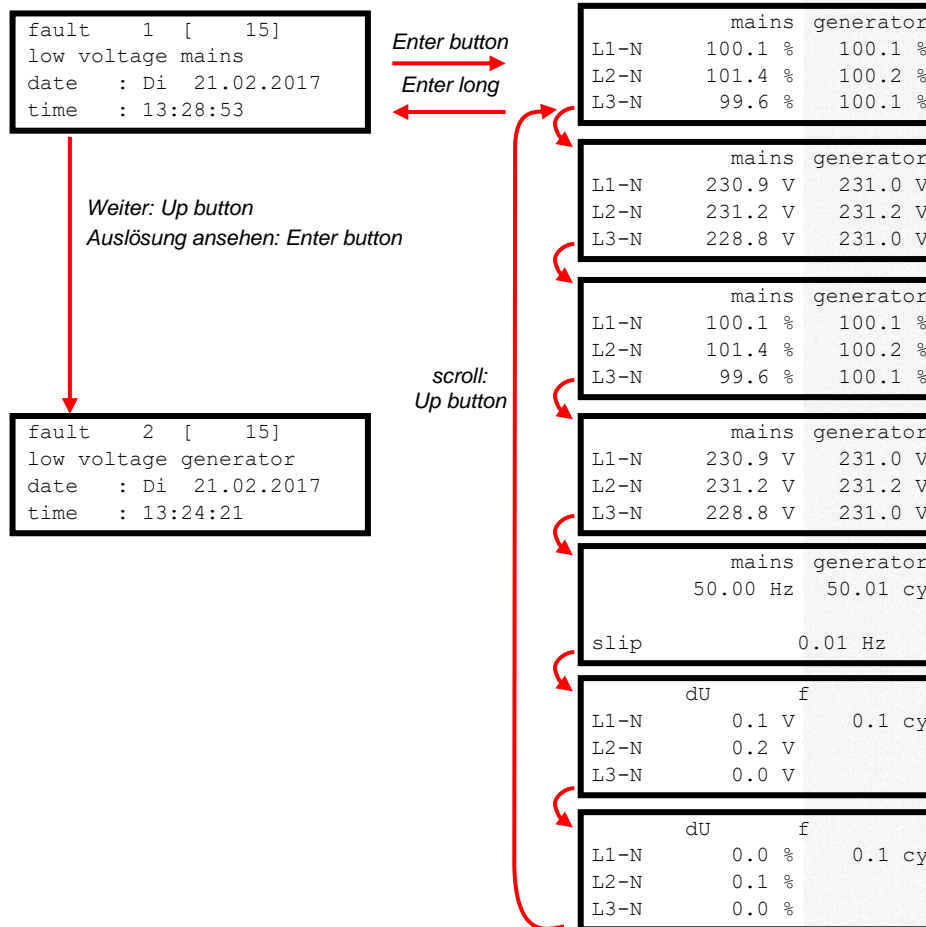 fault 1 [ 15]
low voltage mains
date : Di 21.02.2017
time : 13:28:53
Enter button
Enter long
Weiter: Up button
Auslösung ansehen: Enter button
fault 2 [ 15]
low voltage generator
date : Di 21.02.2017
time : 13:24:21
scroll:
Up button
mains generator
L1-N 100.1 % 100.1 %
L2-N 101.4 % 100.2 %
L3-N 99.6 % 100.1 %
mains generator
L1-N 230.9 V 231.0 V
L2-N 231.2 V 231.2 V
L3-N 228.8 V 231.0 V
mains generator
L1-N 100.1 % 100.1 %
L2-N 101.4 % 100.2 %
L3-N 99.6 % 100.1 %
mains generator
L1-N 230.9 V 231.0 V
L2-N 231.2 V 231.2 V
L3-N 228.8 V 231.0 V
mains generator
50.00 Hz 50.01 cy
slip 0.01 Hz
dU f
L1-N 0.1 V 0.1 cy
L2-N 0.2 V
L3-N 0.0 V
dU f
L1-N 0.0 % 0.1 cy
L2-N 0.1 %
L3-N 0.0 %